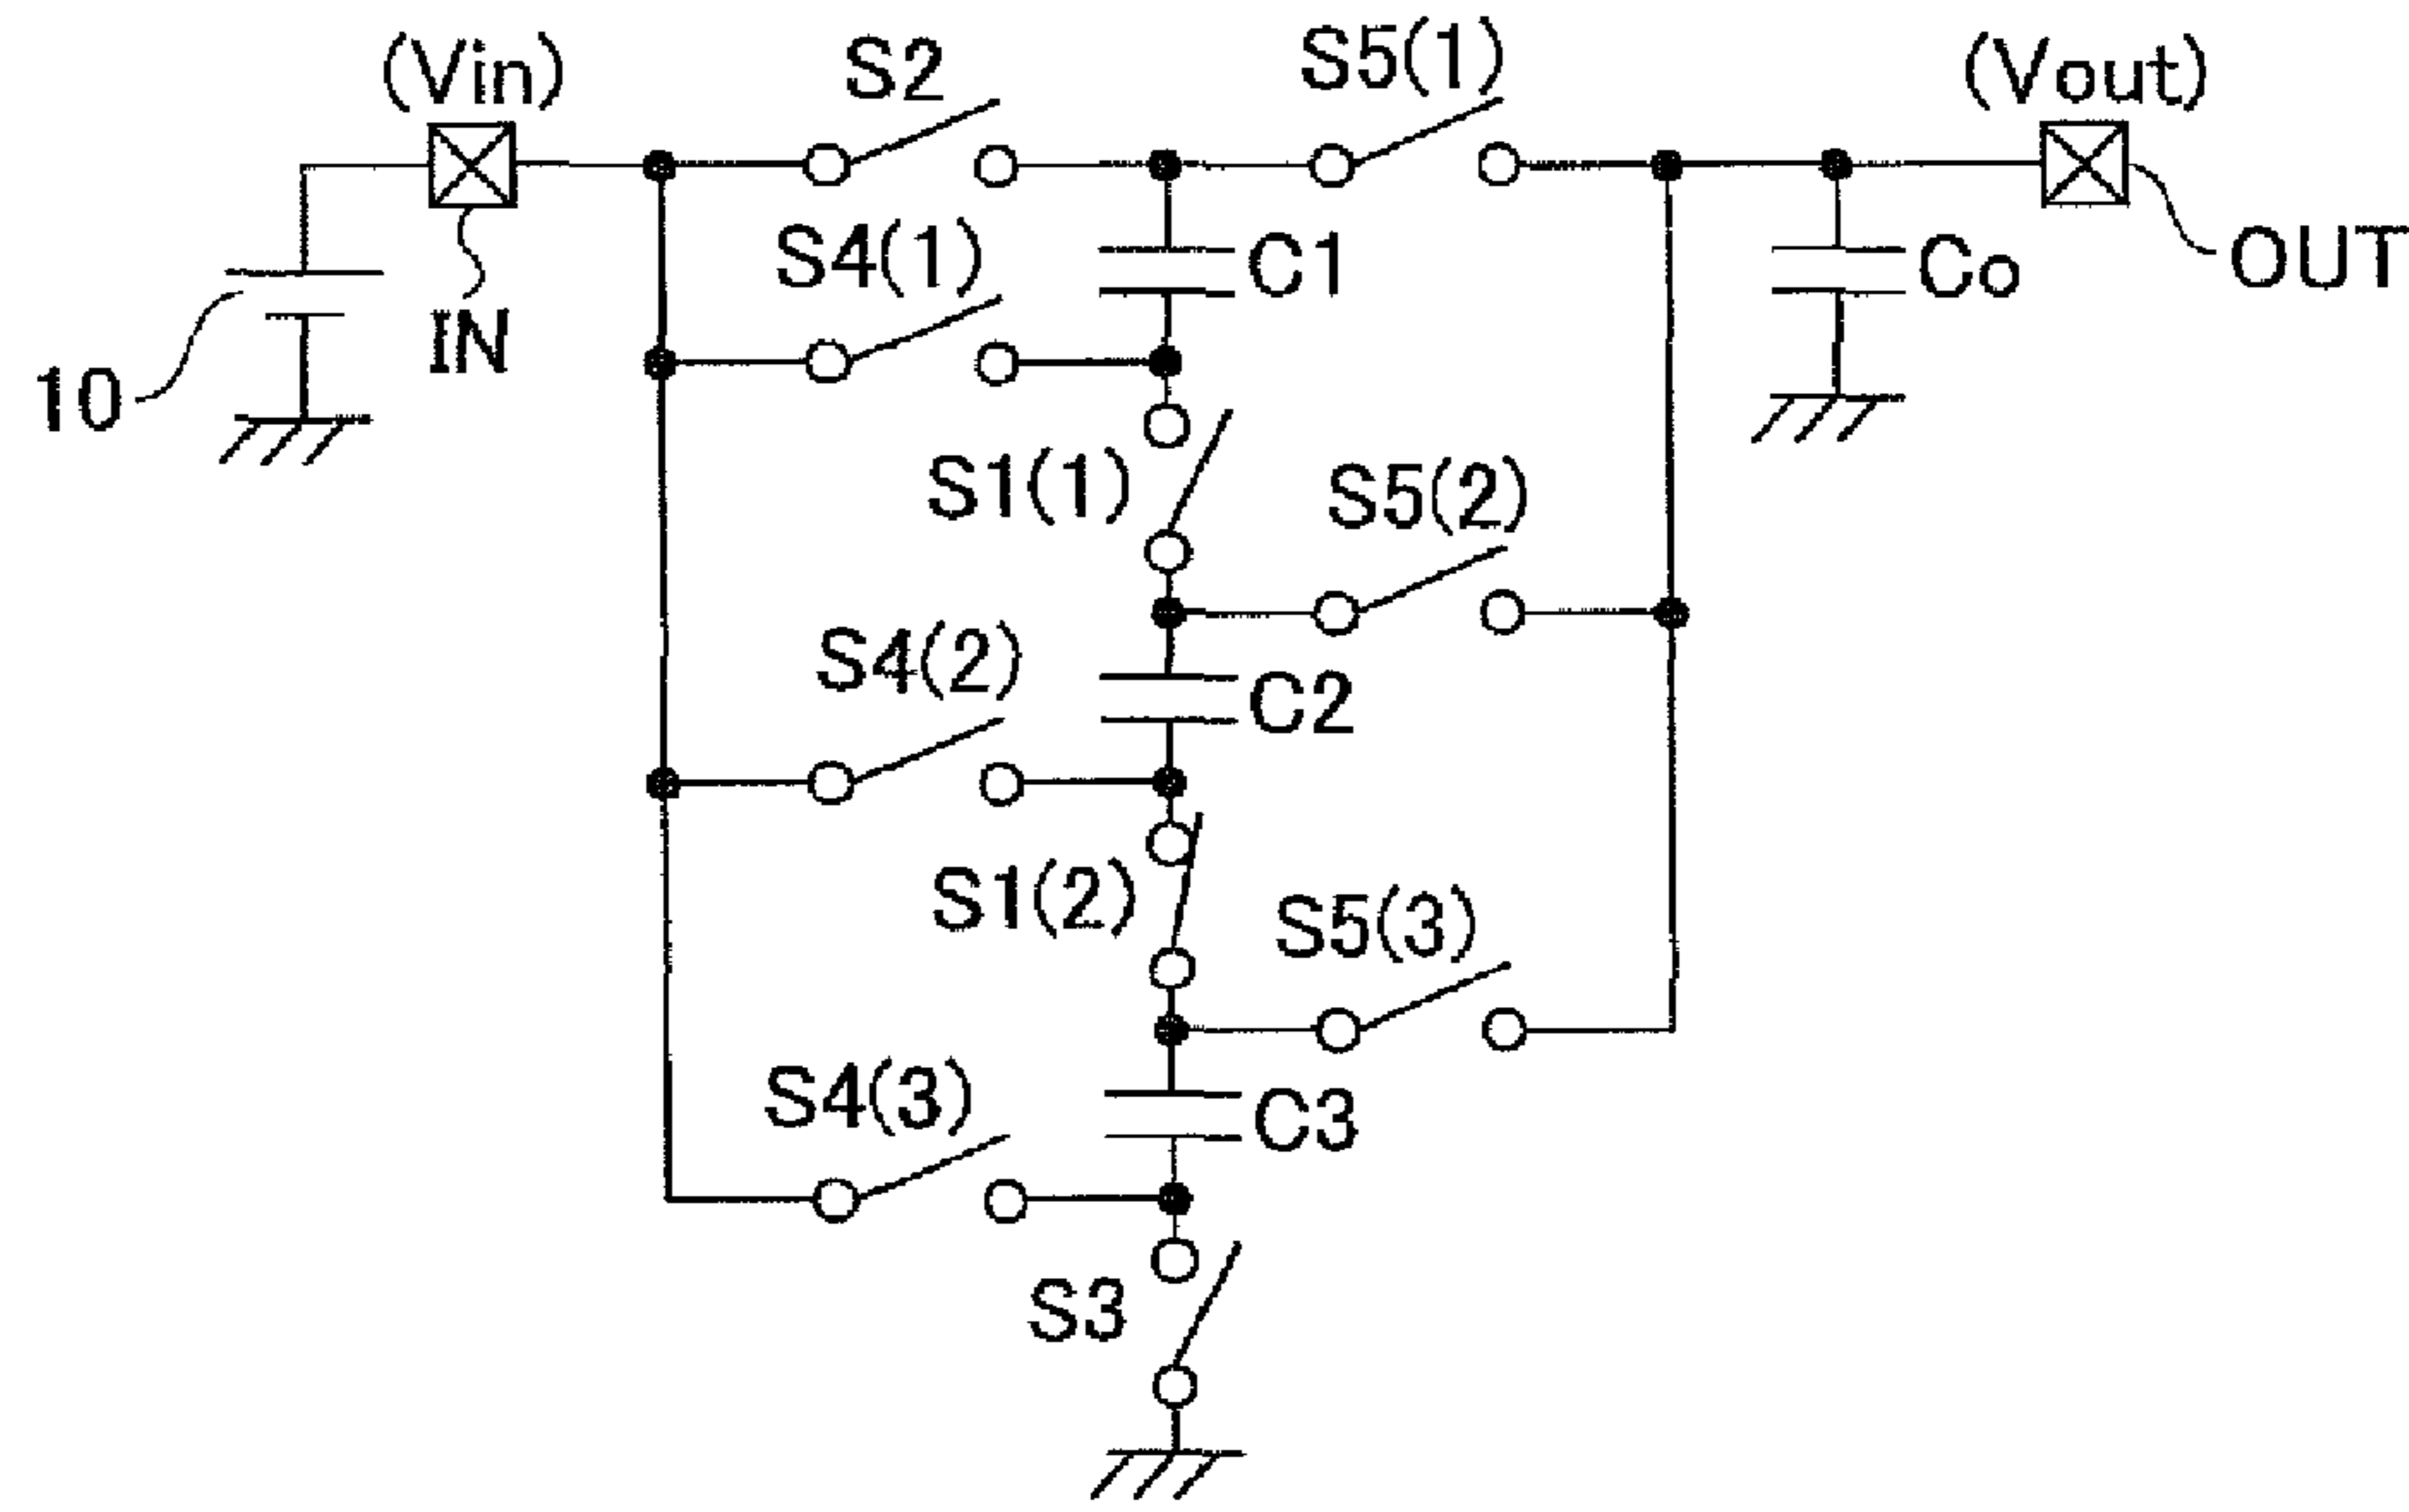 (Vin)
S2
S5(1)
(Vout)
S4(1)
C1
Co
OUT
IN
10
S1(1)
S5(2)
S4(2)
C2
S1(2)
S5(3)
S4(3)
C3
S3